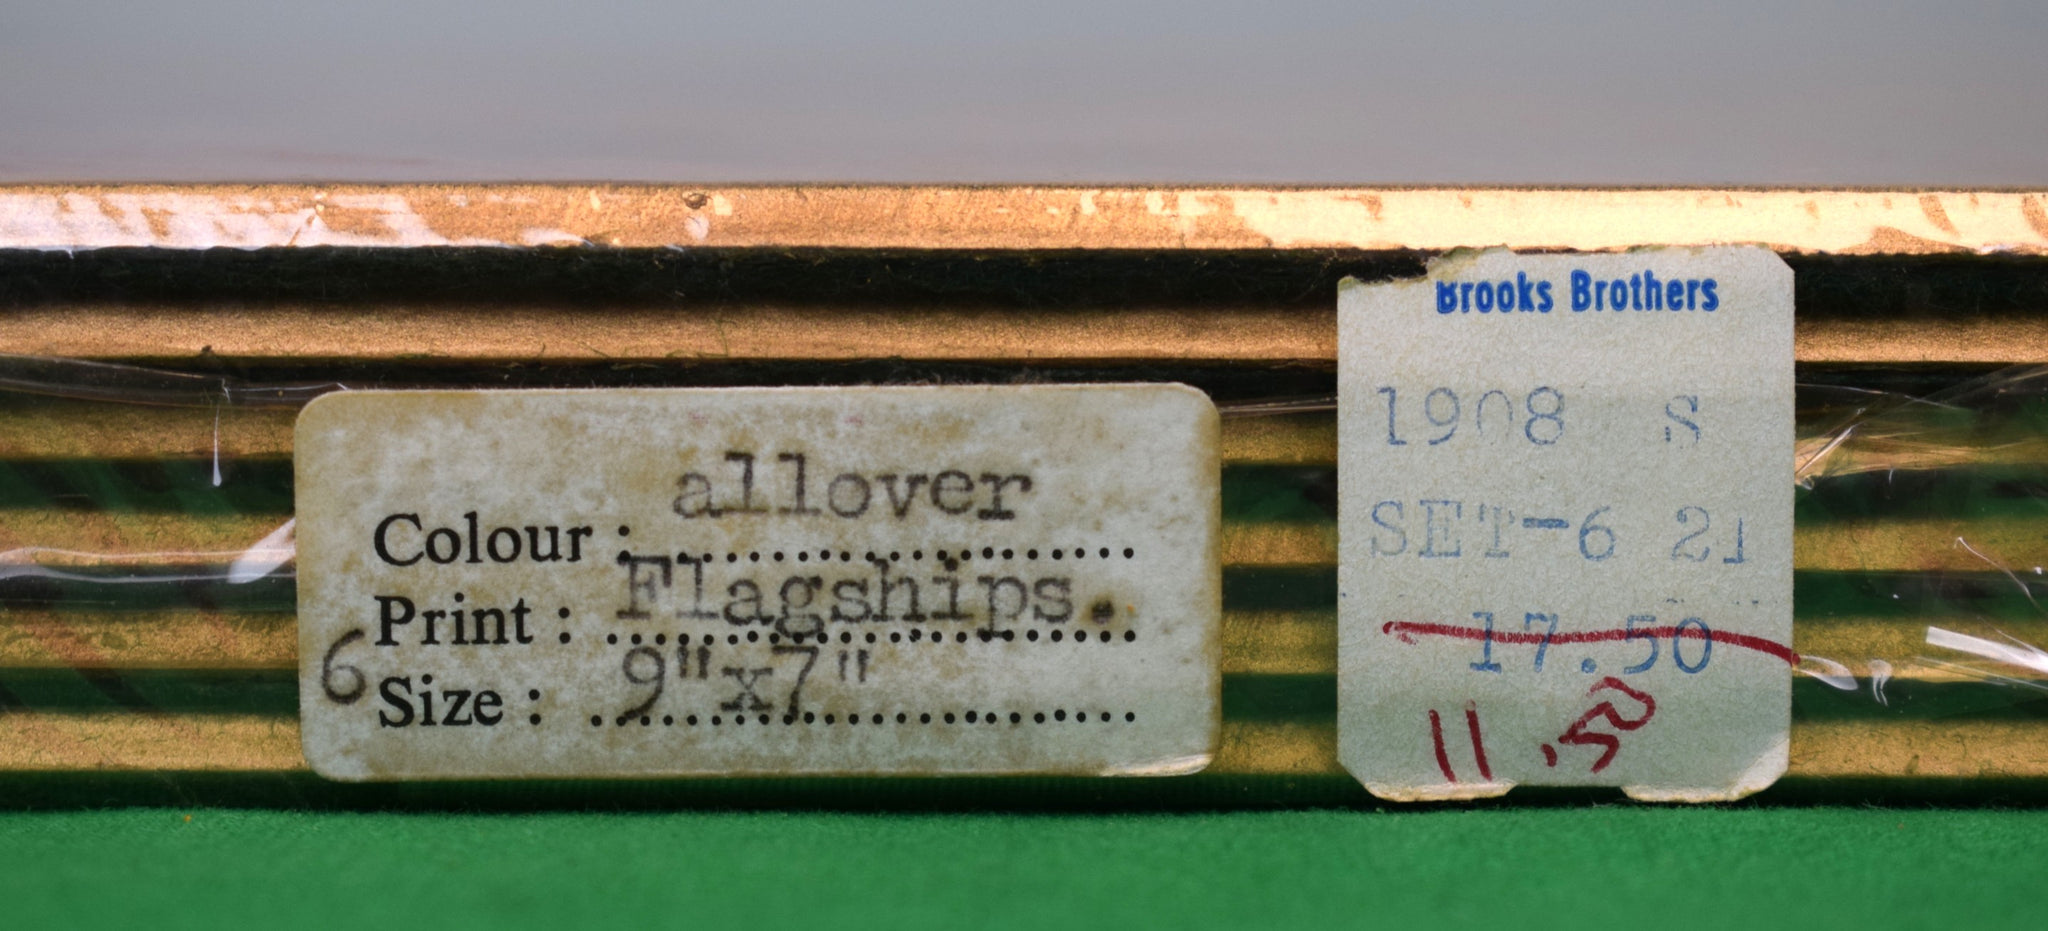 allover
Colour :
Flagships.
Print :
6 Size : 9"x7"
Brooks Brothers
1908 S
SET-6 21
17.50
11.50